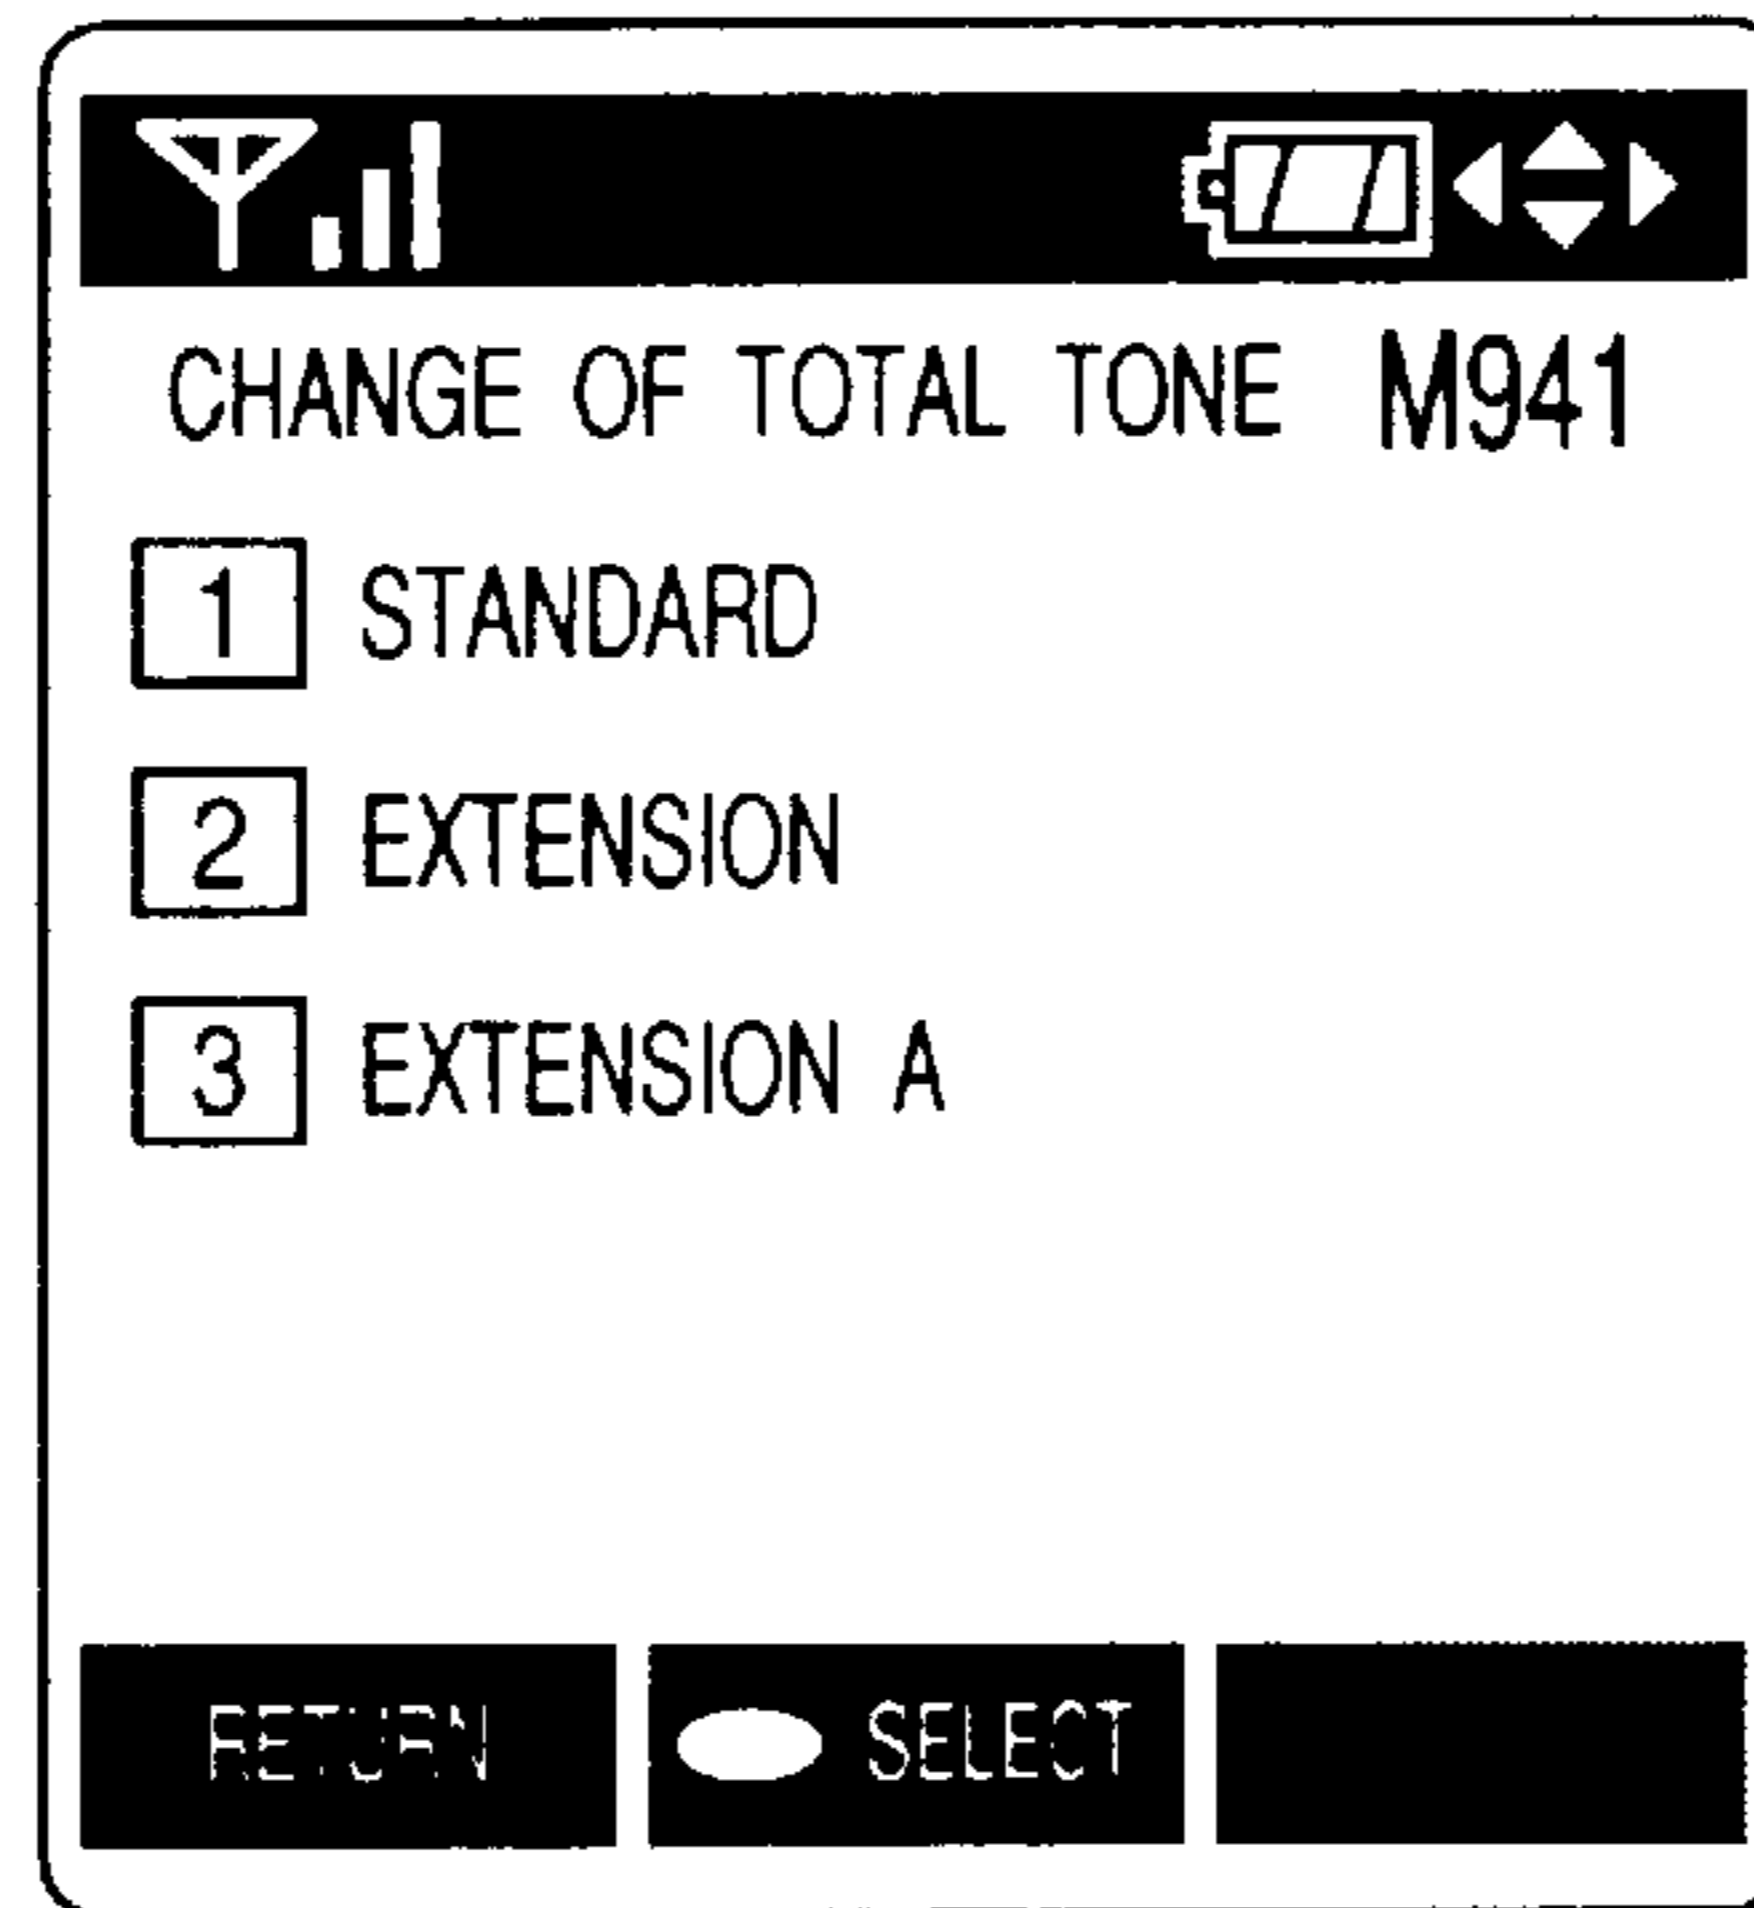 CHANGE OF TOTAL TONE M941
1 STANDARD
2 EXTENSION
3 EXTENSION A
RETURN SELECT